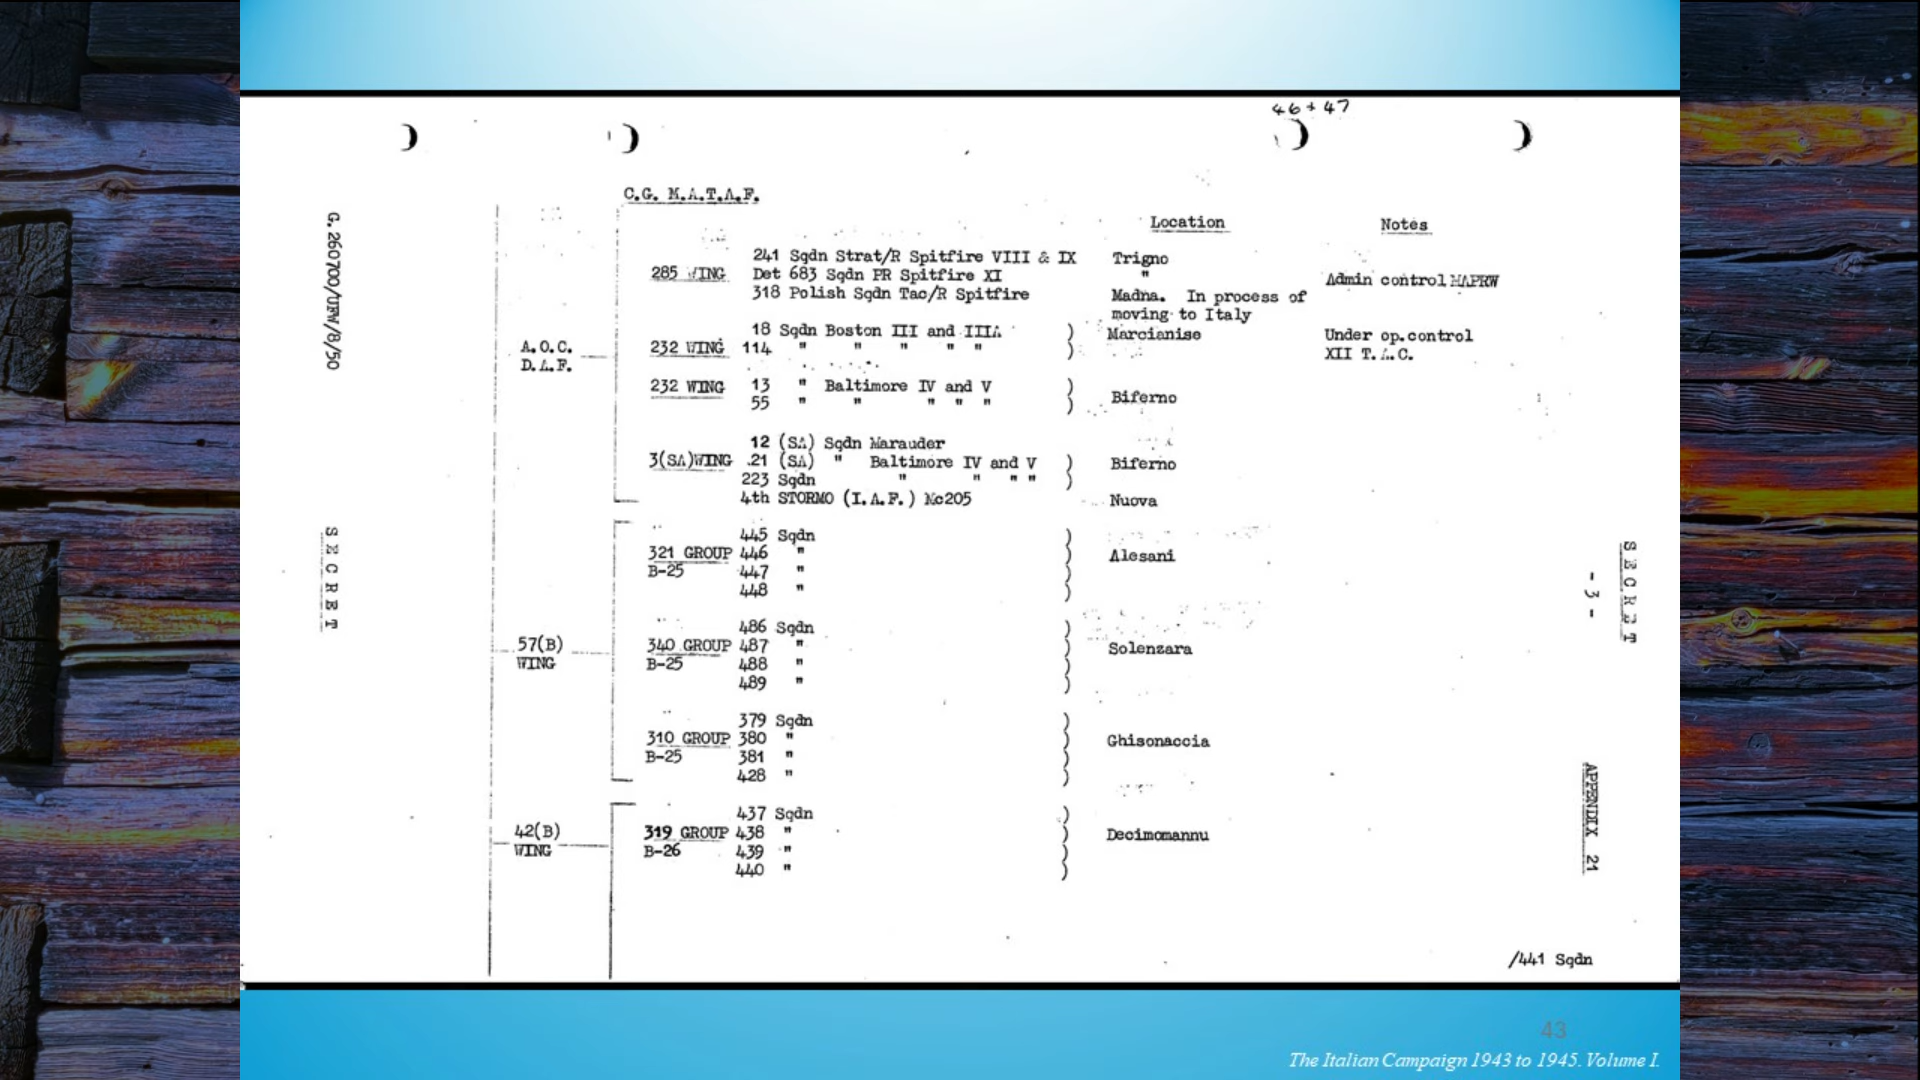 46 + 47
C.G. M.A.T.A.F.
Location
Notes
G. 260700/UFW/8/50
241 Sqdn Strat/R Spitfire VIII & IX
Trigno
285 WING
Det 683 Sqdn PR Spitfire XI
"
Admin control MAPRW
318 Polish Sqdn Tac/R Spitfire
Madna. In process of
moving to Italy
A.O.C.
D.A.F.
232 WING
18 Sqdn Boston III and IIIA
)
Marcianise
Under op.control
114 " " " " "
)
XII T.A.C.
232 WING
13 " Baltimore IV and V
)
55 " " " " "
)
Biferno
12 (SA) Sqdn Marauder
3(SA)WING
21 (SA) " Baltimore IV and V
)
Biferno
223 Sqdn " " " "
)
4th STORMO (I.A.F.) Mc205
Nuova
SECRET
445 Sqdn
321 GROUP 446 "
Alesani
B-25 447 "
448 "
57(B)
WING
486 Sqdn
340 GROUP 487 "
Solenzara
B-25 488 "
489 "
379 Sqdn
310 GROUP 380 "
Ghisonaccia
B-25 381 "
428 "
42(B)
WING
437 Sqdn
319 GROUP 438 "
Decimomannu
B-26 439 "
440 "
SECRET
- 3 -
APPENDIX 21
/441 Sqdn
43
The Italian Campaign 1943 to 1945. Volume I.